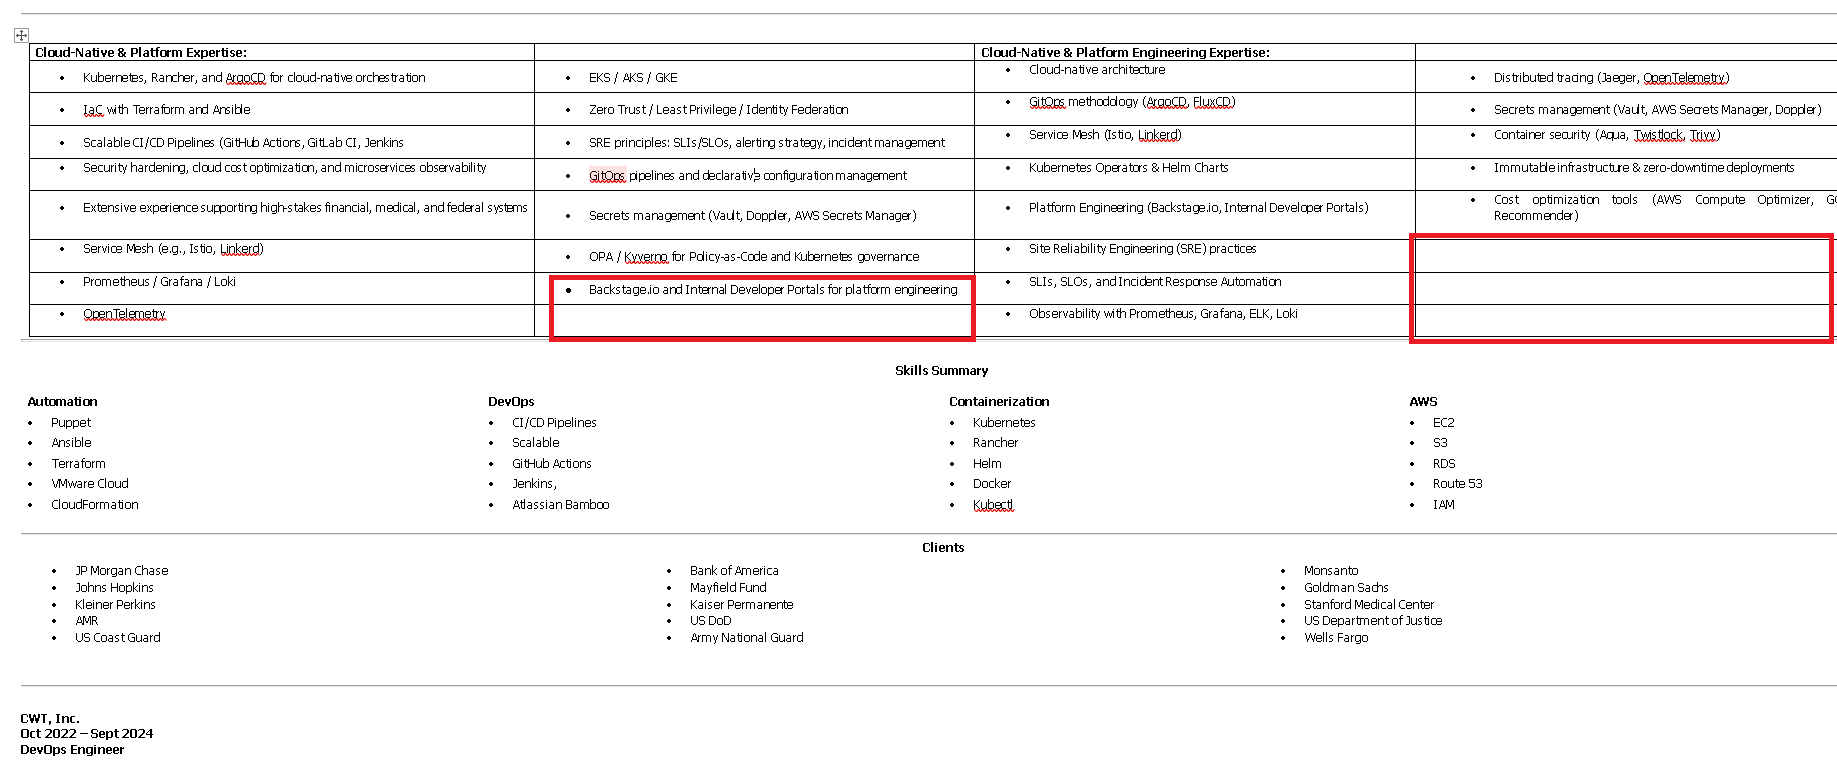 Cloud-Native & Platform Expertise:
Cloud-Native & Platform Engineering Expertise:
• Kubernetes, Rancher, and ArgoCD for cloud-native orchestration
• EKS / AKS / GKE
• Cloud-native architecture
• Distributed tracing (Jaeger, OpenTelemetry)
• IaC with Terraform and Ansible
• Zero Trust / Least Privilege / Identity Federation
• GitOps methodology (ArgoCD, FluxCD)
• Secrets management (Vault, AWS Secrets Manager, Doppler)
• Scalable CI/CD Pipelines (GitHub Actions, GitLab CI, Jenkins
• SRE principles: SLIs/SLOs, alerting strategy, incident management
• Service Mesh (Istio, Linkerd)
• Container security (Aqua, Twistlock, Trivy)
• Security hardening, cloud cost optimization, and microservices observability
• GitOps pipelines and declarative configuration management
• Kubernetes Operators & Helm Charts
• Immutable infrastructure & zero-downtime deployments
• Extensive experience supporting high-stakes financial, medical, and federal systems
• Secrets management (Vault, Doppler, AWS Secrets Manager)
• Platform Engineering (Backstage.io, Internal Developer Portals)
• Cost optimization tools (AWS Compute Optimizer,
Recommender)
• Service Mesh (e.g., Istio, Linkerd)
• OPA / Kyverno for Policy-as-Code and Kubernetes governance
• Site Reliability Engineering (SRE) practices
• Prometheus / Grafana / Loki
• Backstage.io and Internal Developer Portals for platform engineering
• SLIs, SLOs, and Incident Response Automation
• OpenTelemetry
• Observability with Prometheus, Grafana, ELK, Loki
Skills Summary
Automation
• Puppet
• Ansible
• Terraform
• VMware Cloud
• CloudFormation
DevOps
• CI/CD Pipelines
• Scalable
• GitHub Actions
• Jenkins,
• Atlassian Bamboo
Containerization
• Kubernetes
• Rancher
• Helm
• Docker
• Kubectl
AWS
• EC2
• S3
• RDS
• Route 53
• IAM
Clients
• JP Morgan Chase
• Johns Hopkins
• Kleiner Perkins
• AMR
• US Coast Guard
• Bank of America
• Mayfield Fund
• Kaiser Permanente
• US DoD
• Army National Guard
• Monsanto
• Goldman Sachs
• Stanford Medical Center
• US Department of Justice
• Wells Fargo
CWT, Inc.
Oct 2022 – Sept 2024
DevOps Engineer